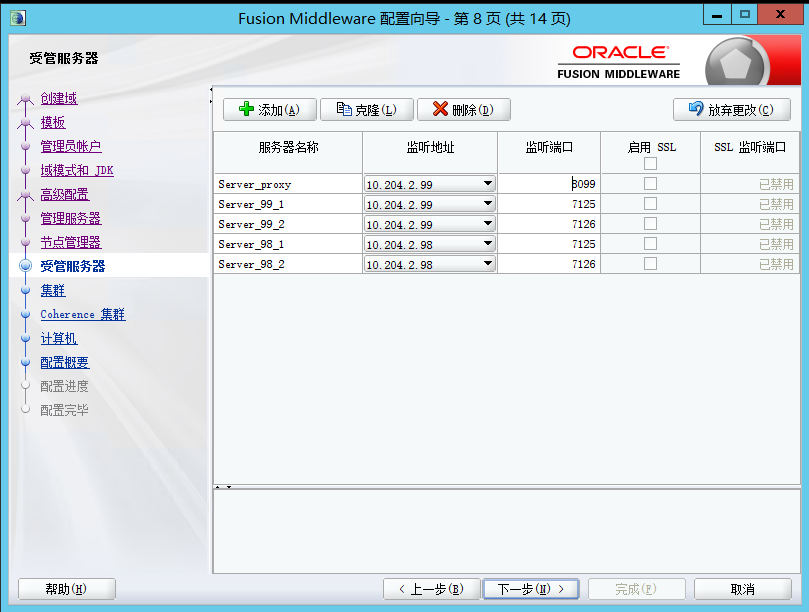 Fusion Middleware 配置向导 - 第 8 页 (共 14 页)
受管服务器
ORACLE
FUSION MIDDLEWARE
创建域
模板
管理员帐户
域模式和 JDK
高级配置
管理服务器
节点管理器
受管服务器
集群
Coherence 集群
计算机
配置概要
配置进度
配置完毕
添加(A) 克隆(L) 删除(D) 放弃更改(C)
服务器名称 监听地址 监听端口 启用 SSL SSL 监听端口
Server_proxy 10.204.2.99 8099 已禁用
Server_99_1 10.204.2.99 7125 已禁用
Server_99_2 10.204.2.99 7126 已禁用
Server_98_1 10.204.2.98 7125 已禁用
Server_98_2 10.204.2.98 7126 已禁用
帮助(H) < 上一步(B) 下一步(N) > 完成(F) 取消